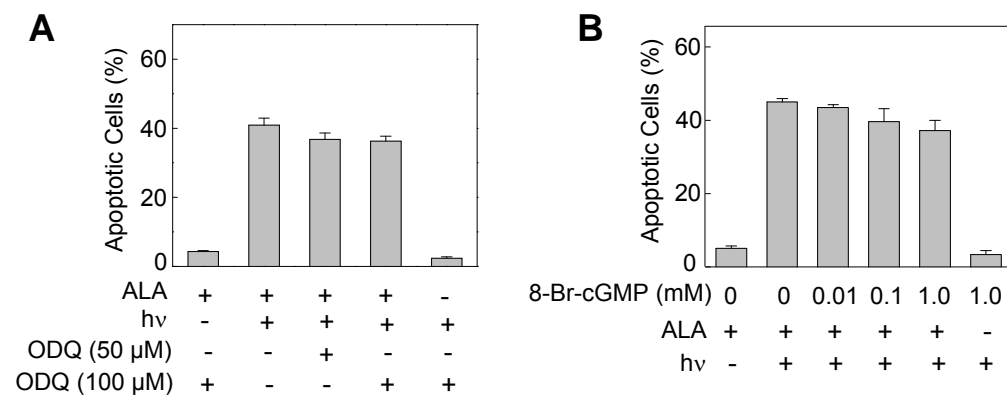 A
Apoptotic Cells (%)
60
40
20
0
ALA + + + + -
hν - + + + +
ODQ (50 μM) - - + - -
ODQ (100 μM) + - - + +
B
Apoptotic Cells (%)
60
40
20
0
8-Br-cGMP (mM) 0 0 0.01 0.1 1.0 1.0
ALA + + + + + -
hν - + + + + +